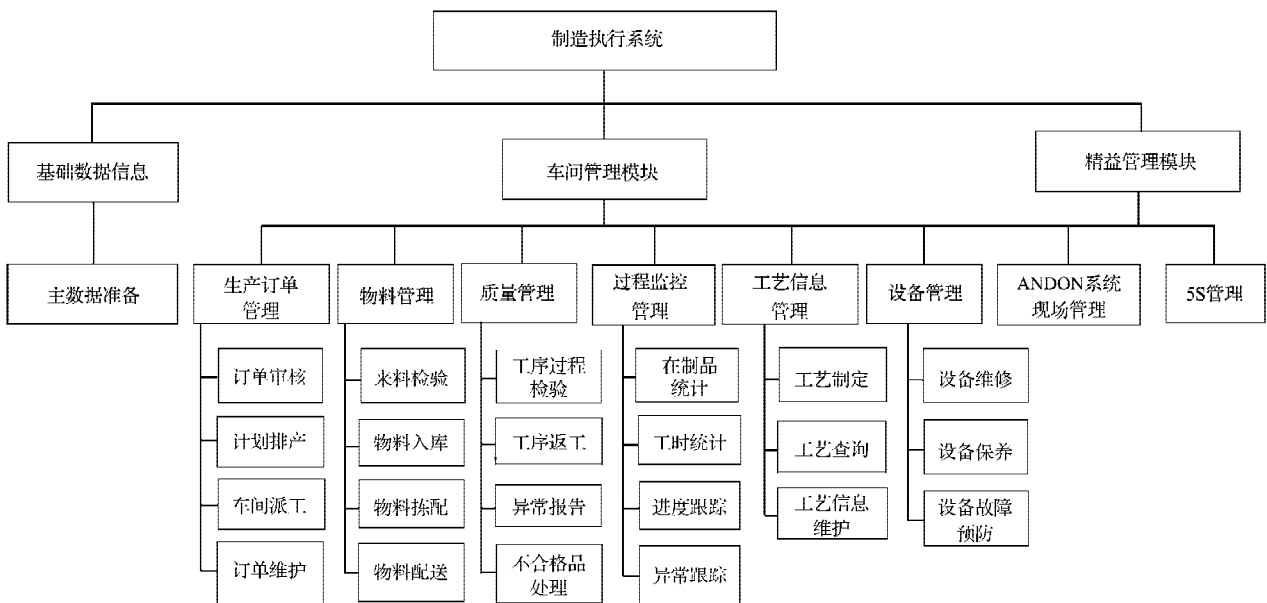 制造执行系统
基础数据信息
车问管理模块
精益管理模块
主数据准备
生产订单
管理
物料管理
质量管理
过程监控
管理
工艺信息
管理
设备管理
ANDON系统
现场管理
5S管理
订单审核
计划排产
车间派工
订单维护
来料检验
物料入库
物料拣配
物料配送
工序过程
检验
工序返工
异常报告
不合格品
处理
在制品
统计
工时统计
进度跟踪
异常跟踪
工艺制定
工艺查询
工艺信息
维护
设备维修
设备保养
设备故障
预防